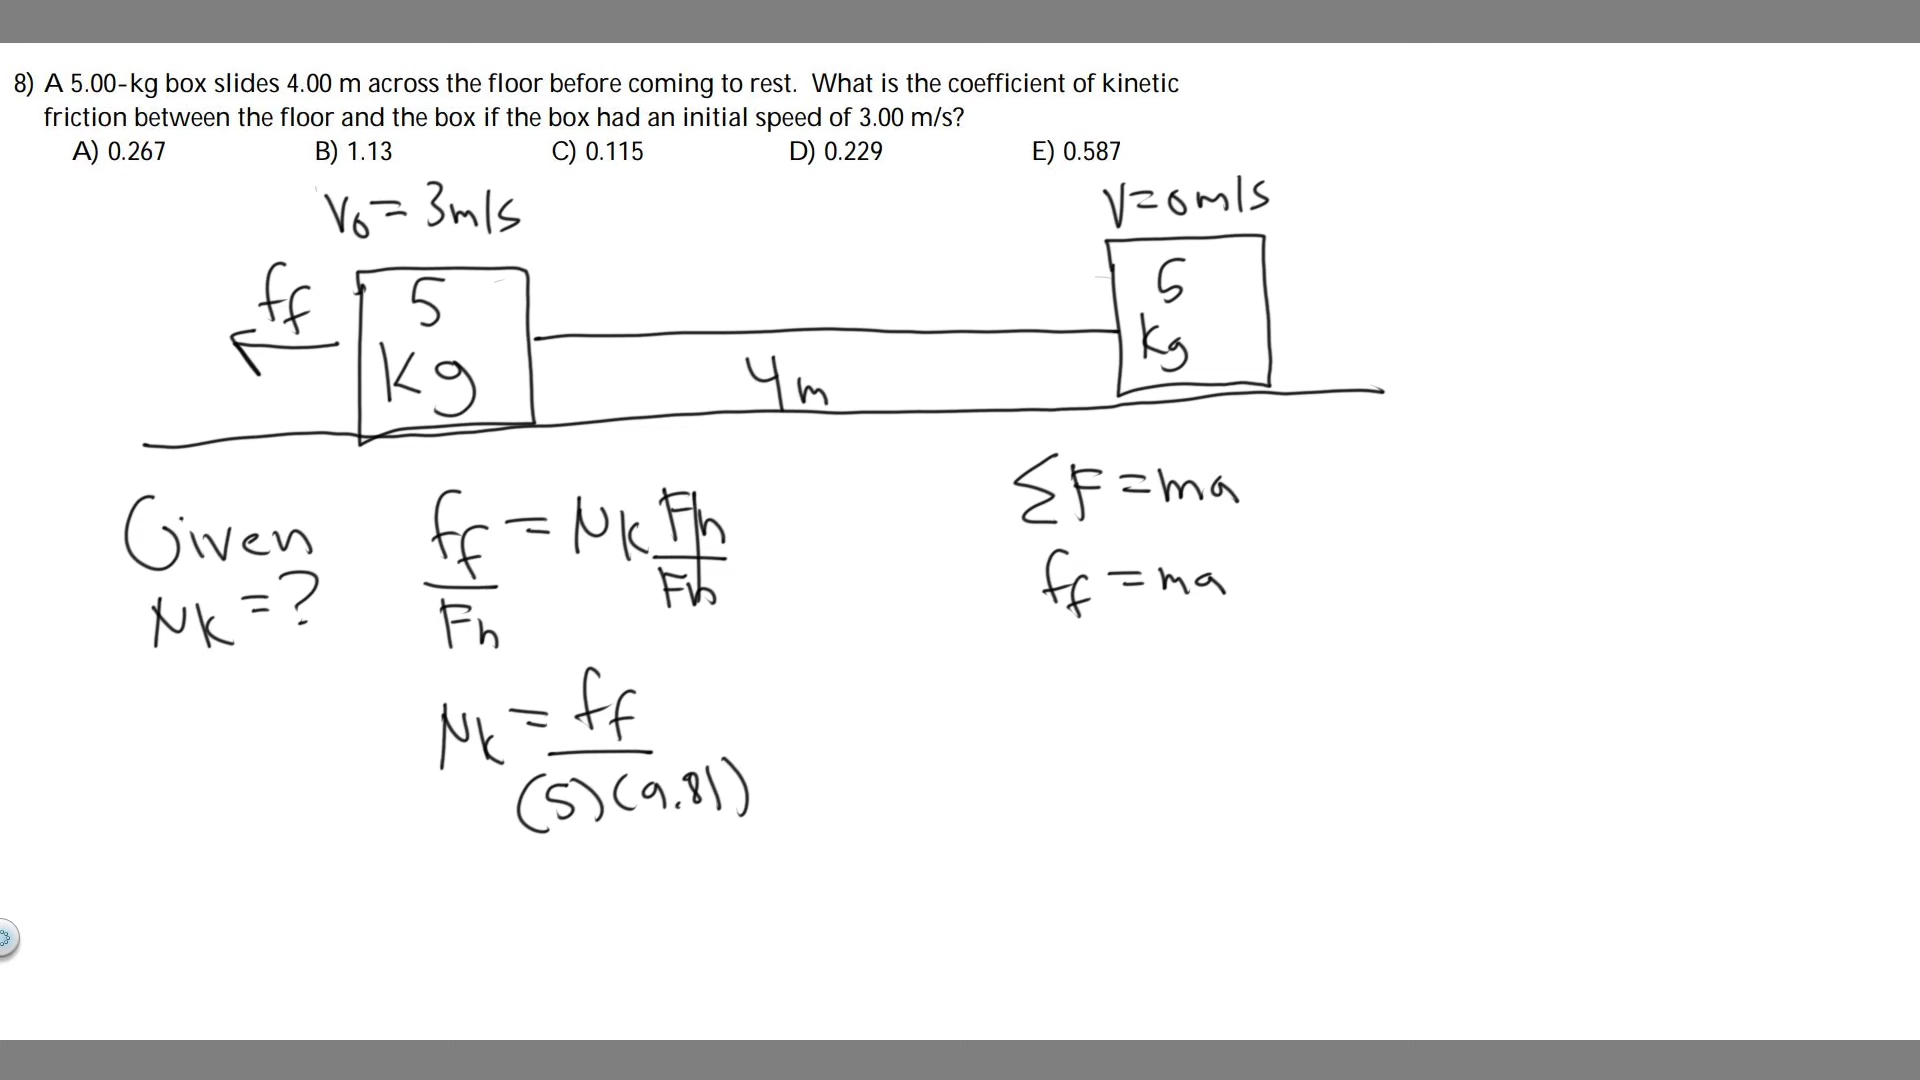 8) A 5.00-kg box slides 4.00 m across the floor before coming to rest. What is the coefficient of kinetic
friction between the floor and the box if the box had an initial speed of 3.00 m/s?
A) 0.267 B) 1.13 C) 0.115 D) 0.229 E) 0.587
V₀ = 3m/s
V=0m/s
ff
5
kg
4m
5
kg
Given
μk = ?
ff = μk Fn
Fn Fn
μk = ff
(5)(9.81)
ΣF = ma
ff = ma